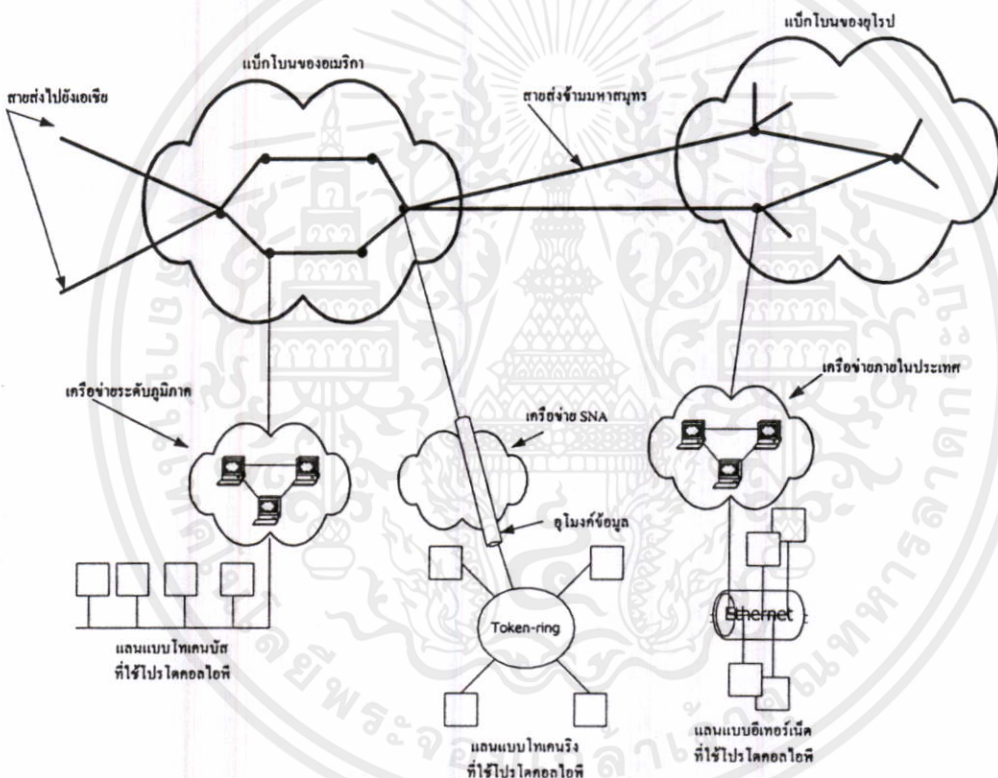 แบ็กโบนของยุโรป
แบ็กโบนของอเมริกา
สายส่งไปยังเอเชีย
สายส่งข้ามมหาสมุทร
เครือข่ายระดับภูมิภาค
เครือข่าย SNA
เครือข่ายภายในประเทศ
อุโมงค์ข้อมูล
Token-ring
Ethernet
แลนแบบโทเคนบัส
ที่ใช้โปรโตคอลไอพี
แลนแบบโทเคนริง
ที่ใช้โปรโตคอลไอพี
แลนแบบอีเทอร์เน็ต
ที่ใช้โปรโตคอลไอพี